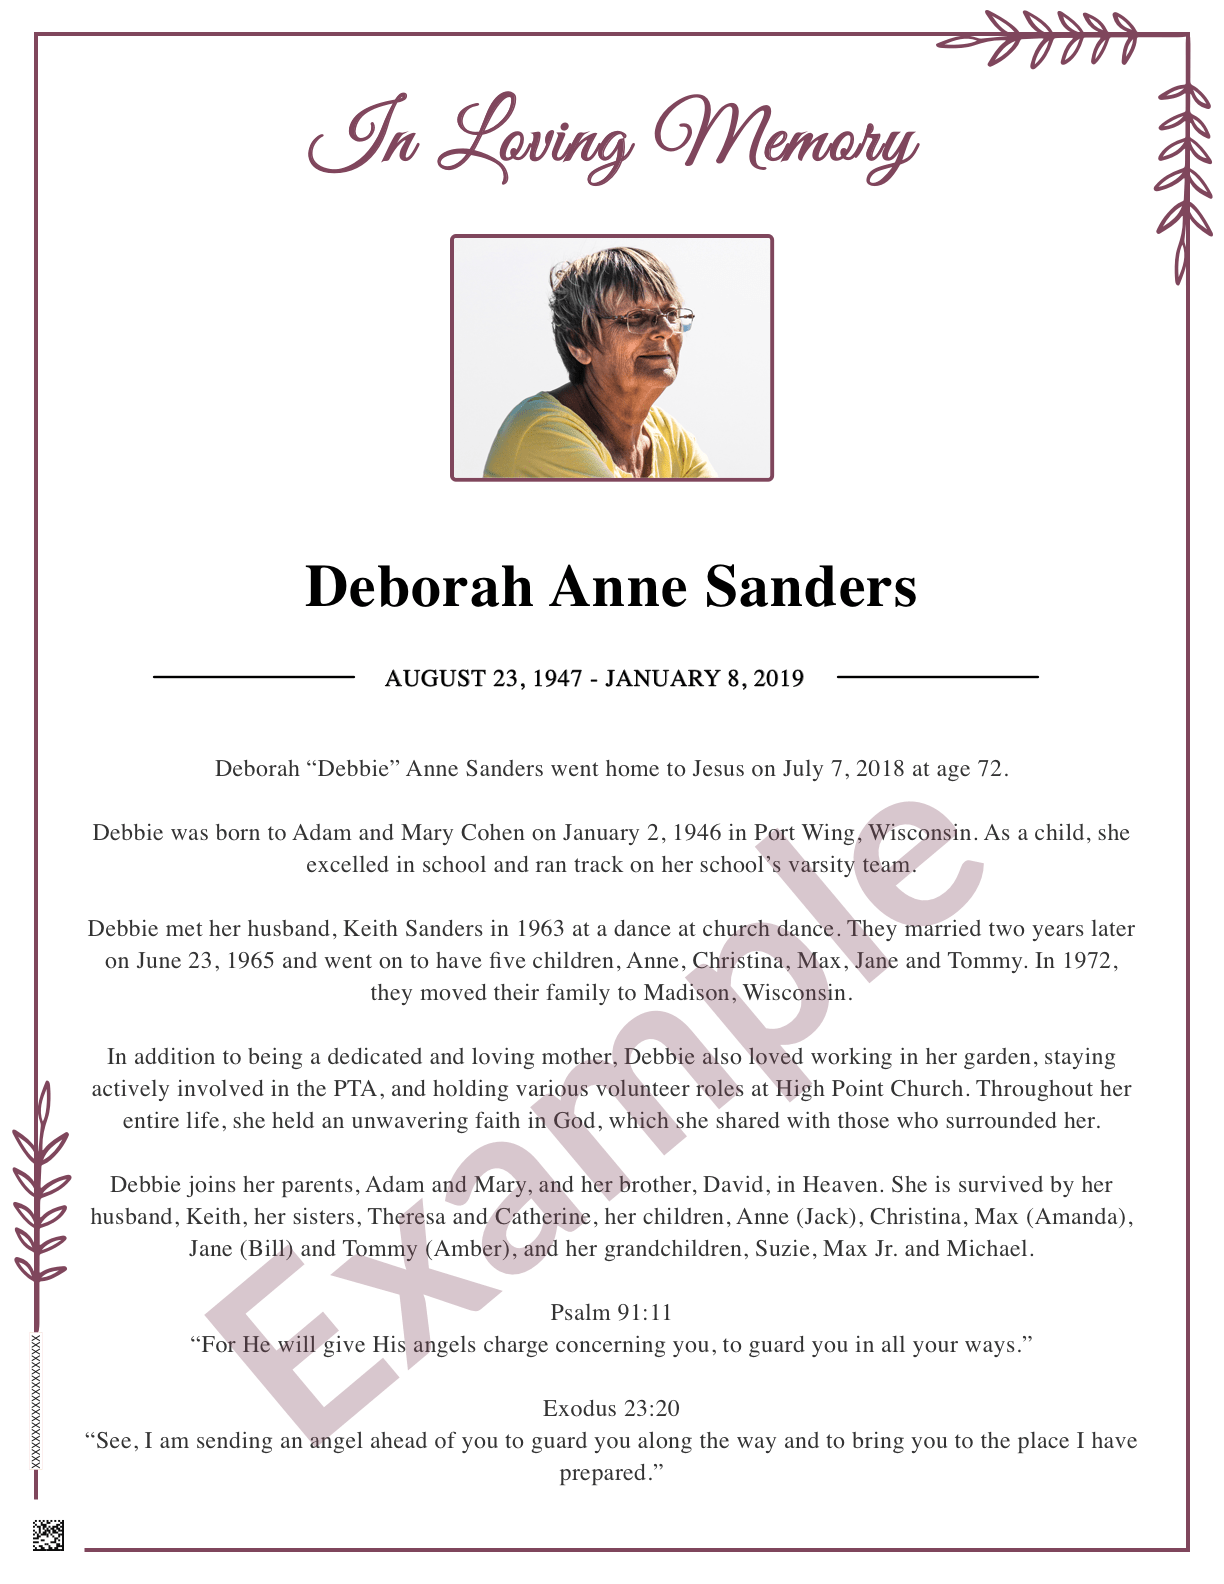 In Loving Memory
Deborah Anne Sanders
AUGUST 23, 1947 - JANUARY 8, 2019
Deborah “Debbie” Anne Sanders went home to Jesus on July 7, 2018 at age 72.
Debbie was born to Adam and Mary Cohen on January 2, 1946 in Port Wing, Wisconsin. As a child, she
excelled in school and ran track on her school’s varsity team.
Debbie met her husband, Keith Sanders in 1963 at a dance at church dance. They married two years later
on June 23, 1965 and went on to have five children, Anne, Christina, Max, Jane and Tommy. In 1972,
they moved their family to Madison, Wisconsin.
In addition to being a dedicated and loving mother, Debbie also loved working in her garden, staying
actively involved in the PTA, and holding various volunteer roles at High Point Church. Throughout her
entire life, she held an unwavering faith in God, which she shared with those who surrounded her.
Debbie joins her parents, Adam and Mary, and her brother, David, in Heaven. She is survived by her
husband, Keith, her sisters, Theresa and Catherine, her children, Anne (Jack), Christina, Max (Amanda),
Jane (Bill) and Tommy (Amber), and her grandchildren, Suzie, Max Jr. and Michael.
Psalm 91:11
“For He will give His angels charge concerning you, to guard you in all your ways.”
Exodus 23:20
“See, I am sending an angel ahead of you to guard you along the way and to bring you to the place I have
prepared.”
Example